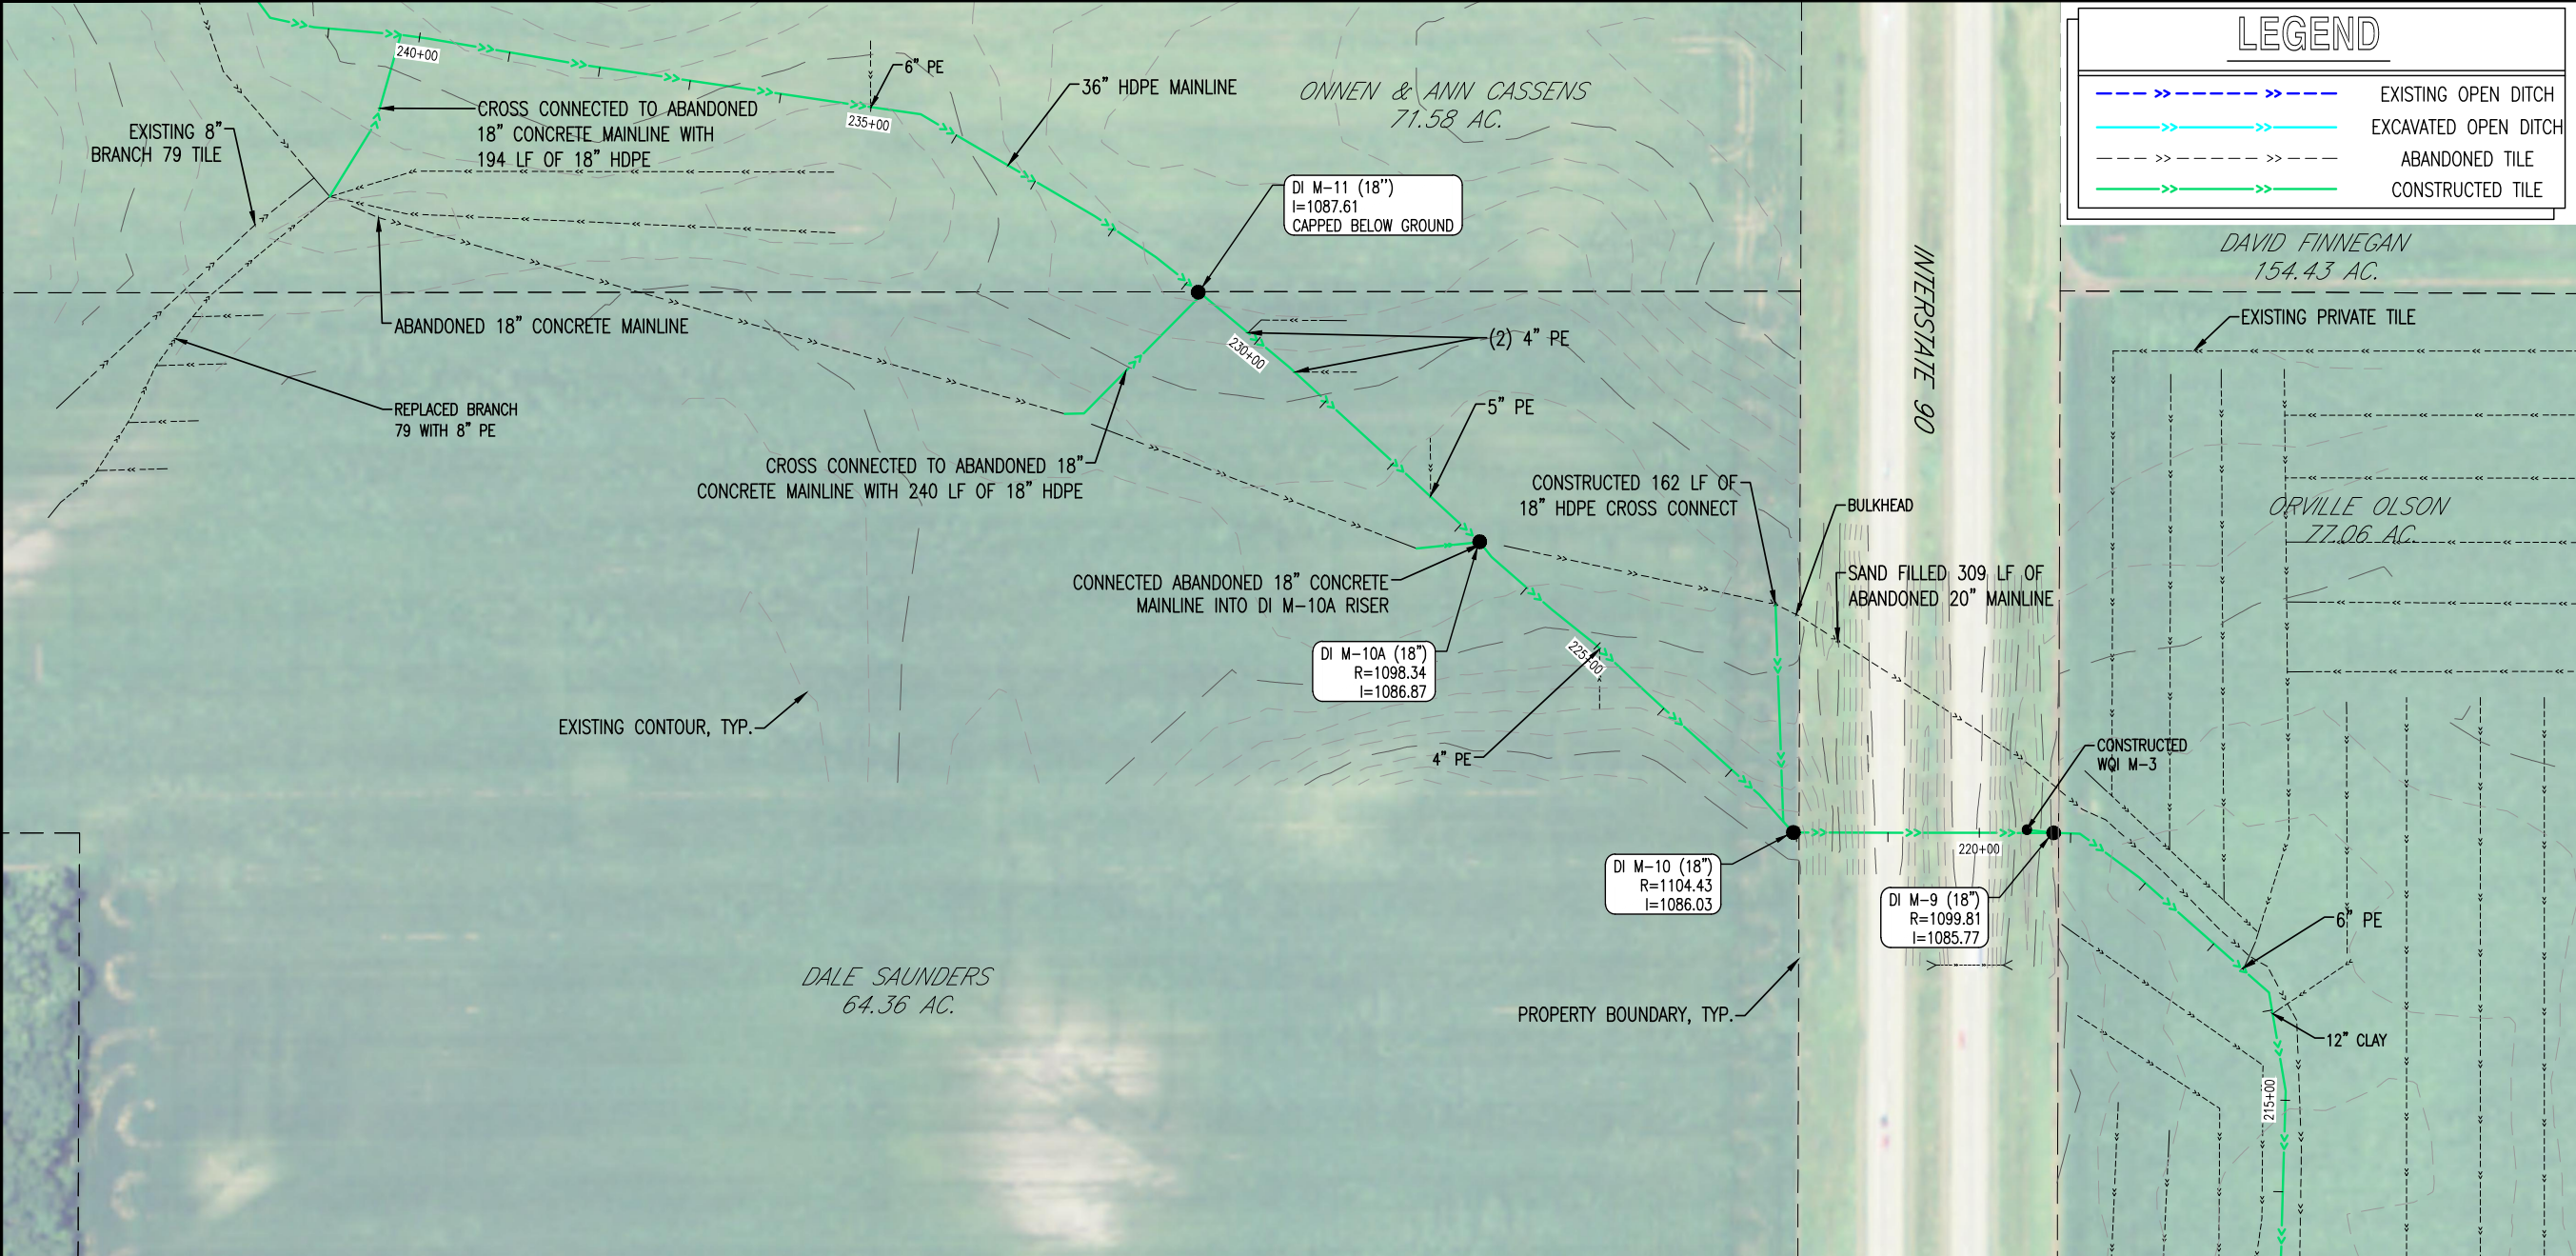 LEGEND
EXISTING OPEN DITCH
EXCAVATED OPEN DITCH
ABANDONED TILE
CONSTRUCTED TILE
240+00
6" PE
36" HDPE MAINLINE
ONNEN & ANN CASSENS
71.58 AC.
235+00
CROSS CONNECTED TO ABANDONED
18" CONCRETE MAINLINE WITH
194 LF OF 18" HDPE
EXISTING 8"
BRANCH 79 TILE
DI M-11 (18")
I=1087.61
CAPPED BELOW GROUND
INTERSTATE 90
DAVID FINNEGAN
154.43 AC.
EXISTING PRIVATE TILE
ABANDONED 18" CONCRETE MAINLINE
230+00
(2) 4" PE
REPLACED BRANCH
79 WITH 8" PE
5" PE
CROSS CONNECTED TO ABANDONED 18"
CONCRETE MAINLINE WITH 240 LF OF 18" HDPE
CONSTRUCTED 162 LF OF
18" HDPE CROSS CONNECT
BULKHEAD
ORVILLE OLSON
77.06 AC.
CONNECTED ABANDONED 18" CONCRETE
MAINLINE INTO DI M-10A RISER
SAND FILLED 309 LF OF
ABANDONED 20" MAINLINE
DI M-10A (18")
R=1098.34
I=1086.87
225+00
EXISTING CONTOUR, TYP.
4" PE
CONSTRUCTED
WQI M-3
220+00
DI M-10 (18")
R=1104.43
I=1086.03
DI M-9 (18")
R=1099.81
I=1085.77
6" PE
DALE SAUNDERS
64.36 AC.
PROPERTY BOUNDARY, TYP.
12" CLAY
215+00